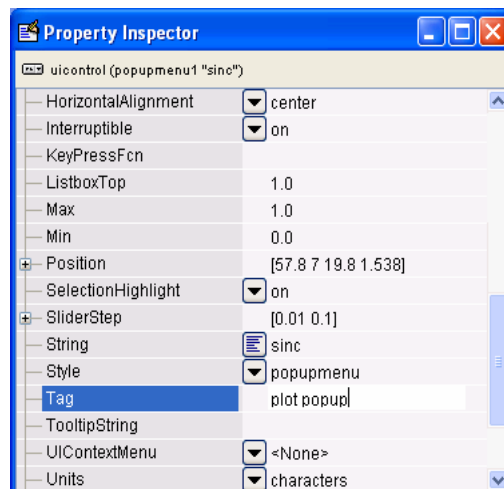 Property Inspector
uicontrol (popupmenu1 "sinc")
HorizontalAlignment center
Interruptible on
KeyPressFcn
ListboxTop 1.0
Max 1.0
Min 0.0
Position [57.8 7 19.8 1.538]
SelectionHighlight on
SliderStep [0.01 0.1]
String sinc
Style popupmenu
Tag plot popup
TooltipString
UIContextMenu <None>
Units characters